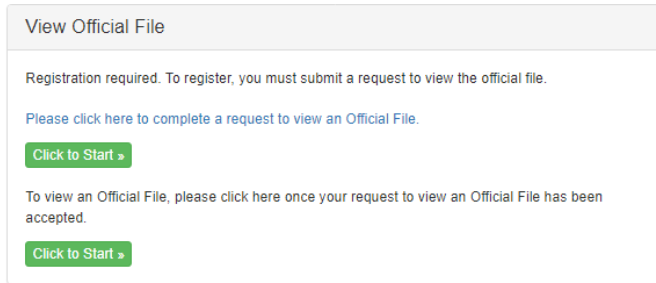 View Official File
Registration required. To register, you must submit a request to view the official file.
Please click here to complete a request to view an Official File.
Click to Start »
To view an Official File, please click here once your request to view an Official File has been
accepted.
Click to Start »